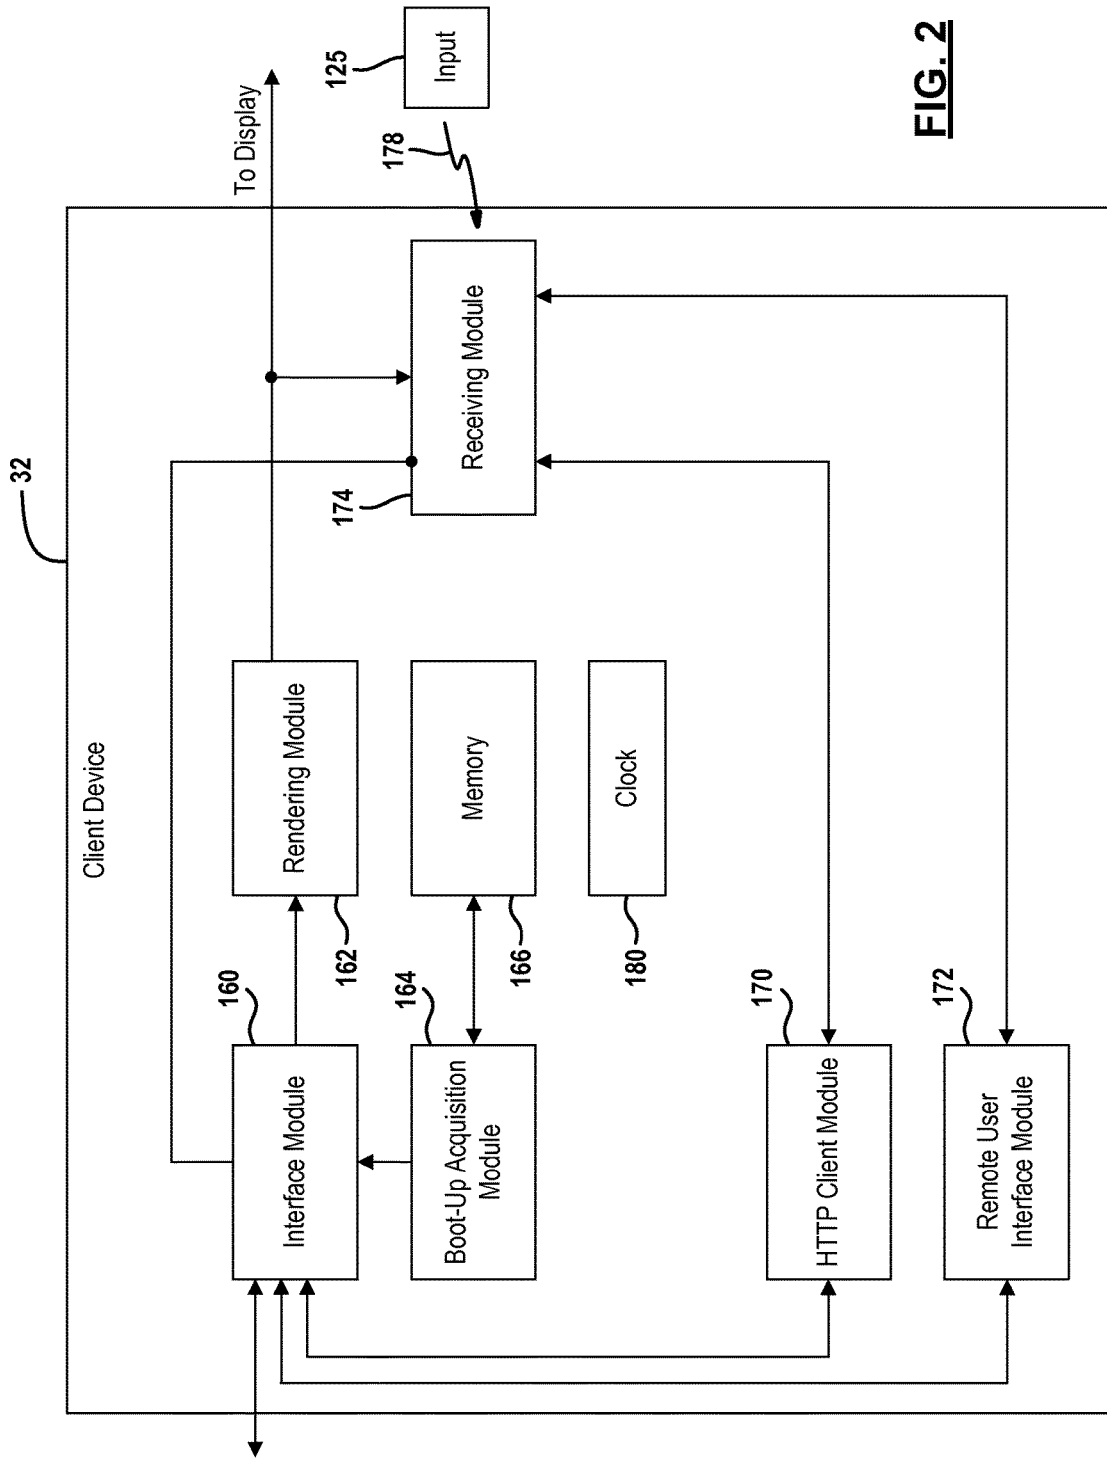 32
Client Device
160
Interface Module
162
Rendering Module
To Display
164
Boot-Up Acquisition
Module
166
Memory
174
Receiving Module
178
125
Input
180
Clock
170
HTTP Client Module
172
Remote User
Interface Module
FIG. 2